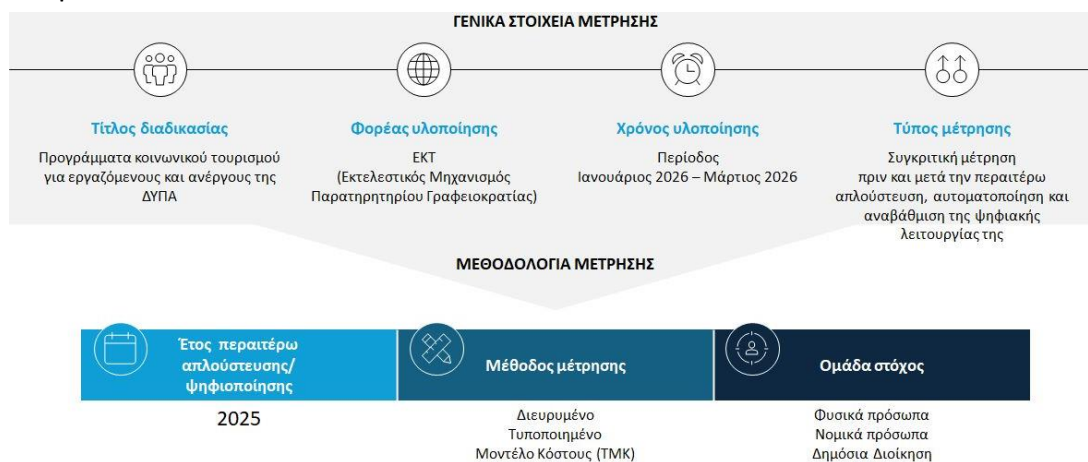 ΓΕΝΙΚΑ ΣΤΟΙΧΕΙΑ ΜΕΤΡΗΣΗΣ
Τίτλος διαδικασίας
Προγράμματα κοινωνικού τουρισμού
για εργαζόμενους και ανέργους της
ΔΥΠΑ
Φορέας υλοποίησης
ΕΚΤ
(Εκτελεστικός Μηχανισμός
Παρατηρητηρίου Γραφειοκρατίας)
Χρόνος υλοποίησης
Περίοδος
Ιανουάριος 2026 – Μάρτιος 2026
Τύπος μέτρησης
Συγκριτική μέτρηση
πριν και μετά την περαιτέρω
απλούστευση, αυτοματοποίηση και
αναβάθμιση της ψηφιακής
λειτουργίας της
ΜΕΘΟΔΟΛΟΓΙΑ ΜΕΤΡΗΣΗΣ
Έτος περαιτέρω
απλούστευσης/
ψηφιοποίησης
2025
Μέθοδος μέτρησης
Διευρυμένο
Τυποποιημένο
Μοντέλο Κόστους (ΤΜΚ)
Ομάδα στόχος
Φυσικά πρόσωπα
Νομικά πρόσωπα
Δημόσια Διοίκηση